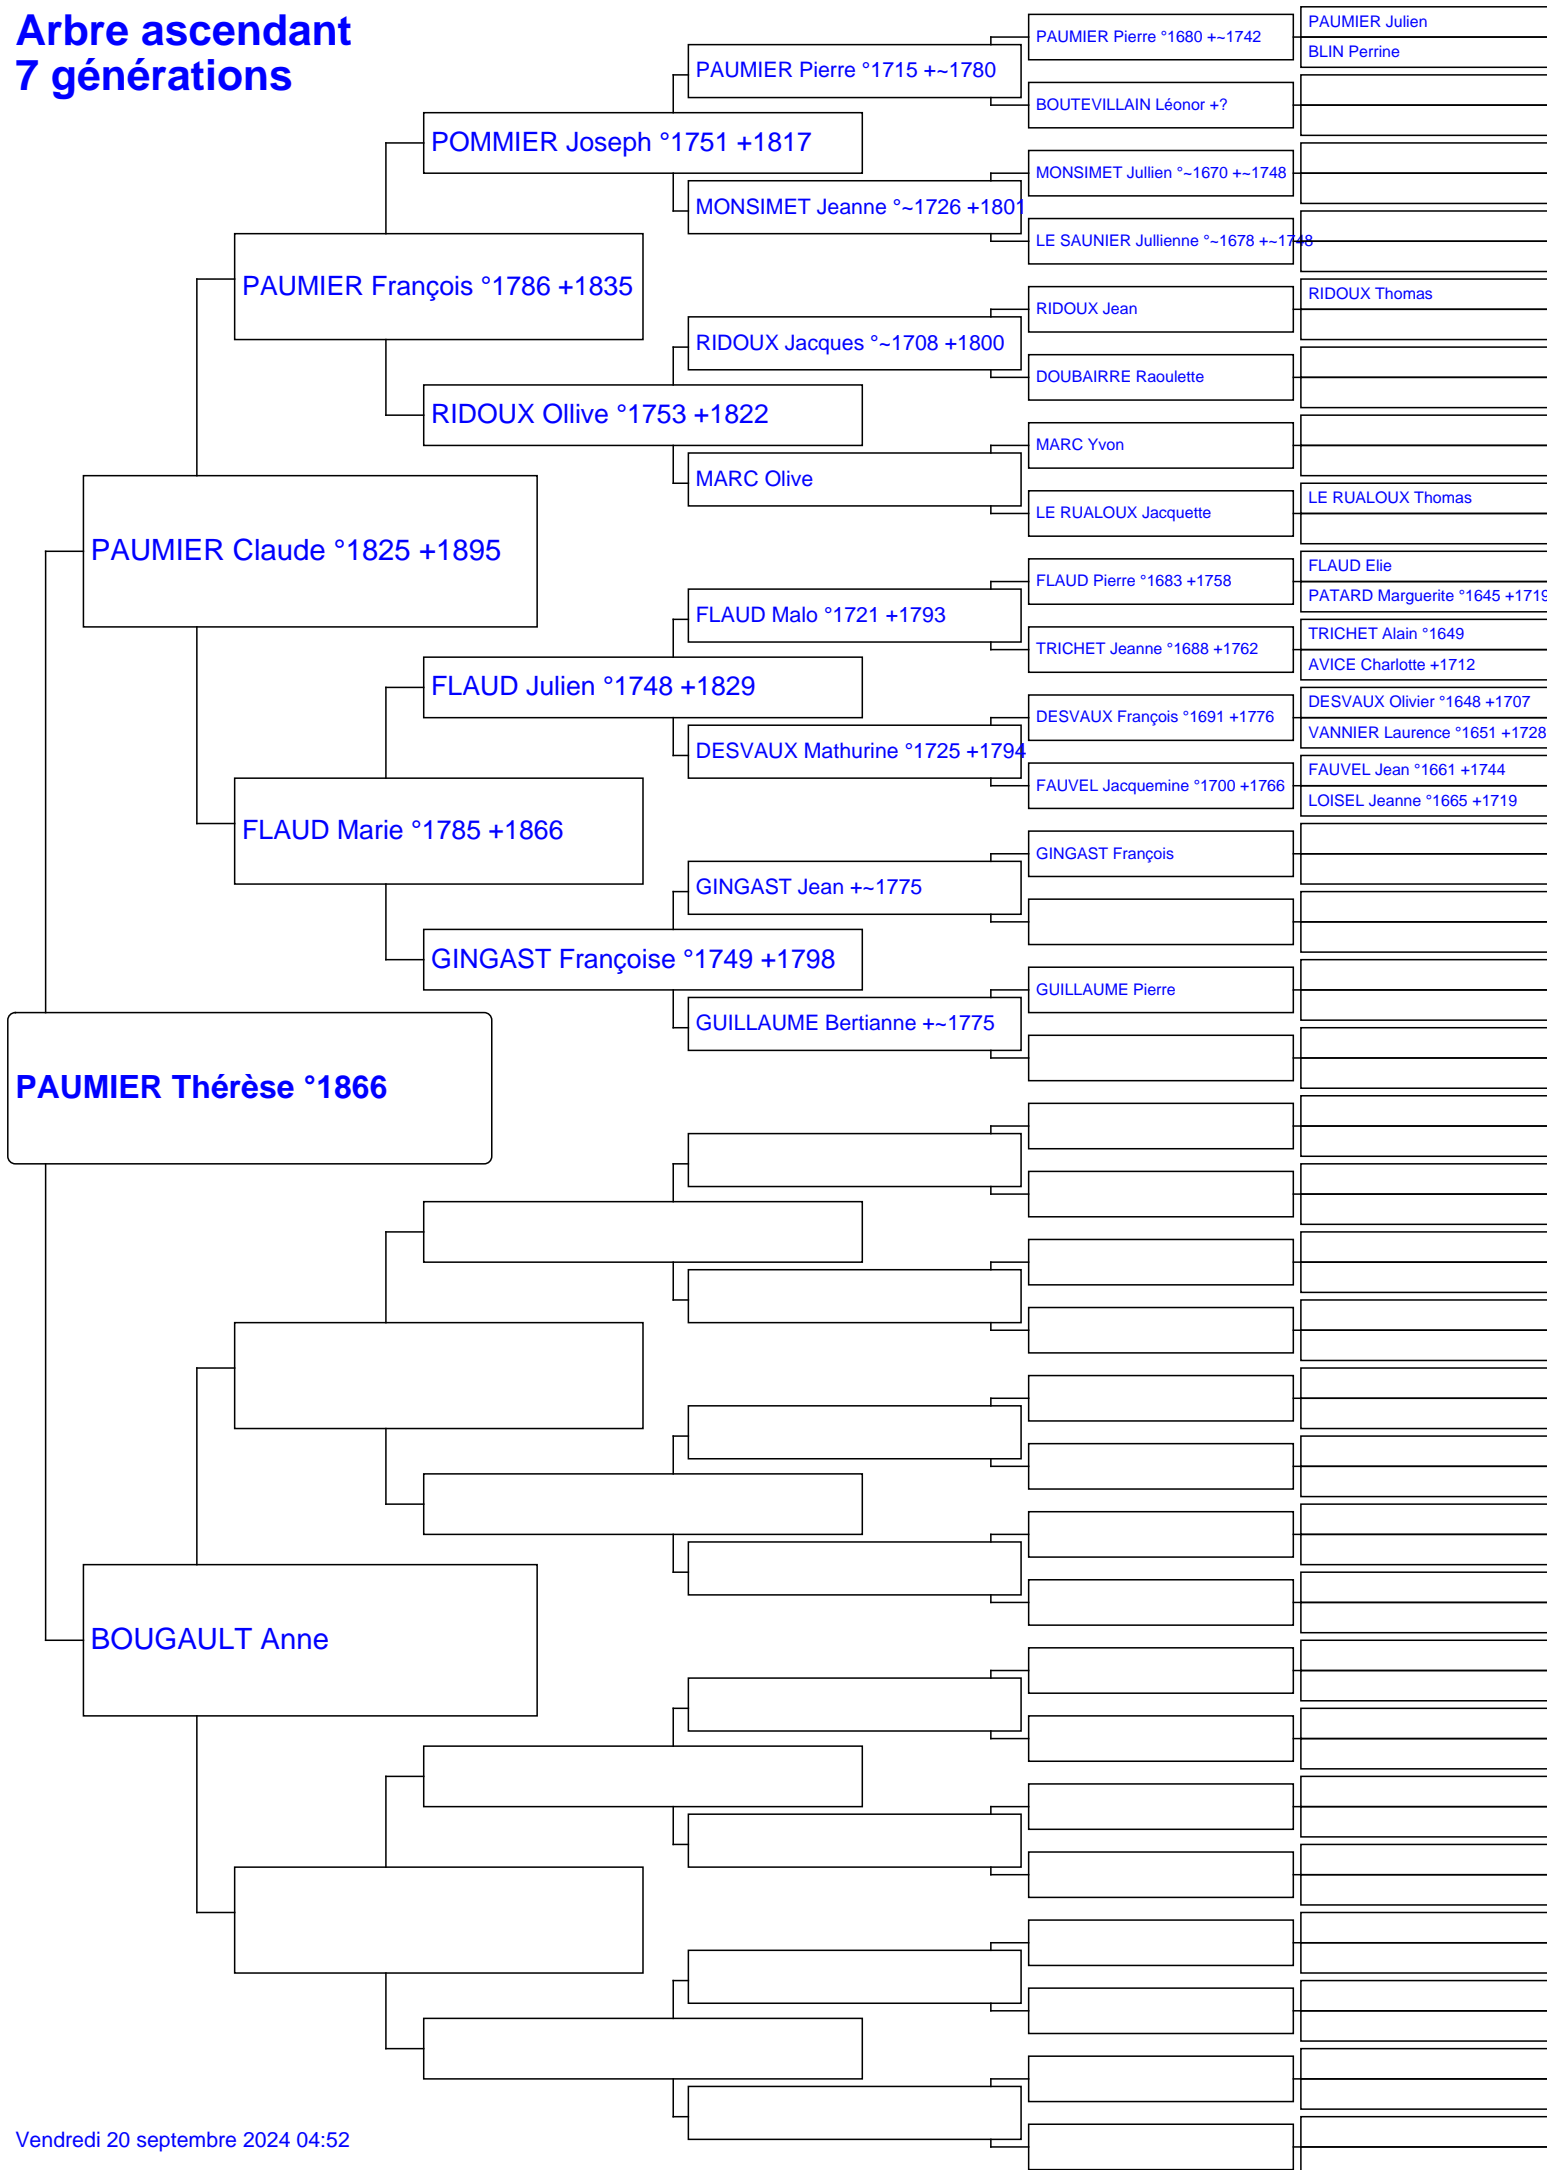 Arbre ascendant
7 générations
PAUMIER Julien
PAUMIER Pierre °1680 +~1742
BLIN Perrine
PAUMIER Pierre °1715 +~1780
BOUTEVILLAIN Léonor +?
POMMIER Joseph °1751 +1817
MONSIMET Jullien °~1670 +~1748
MONSIMET Jeanne °~1726 +1801
LE SAUNIER Jullienne °~1678 +~1748
PAUMIER François °1786 +1835
RIDOUX Thomas
RIDOUX Jean
RIDOUX Jacques °~1708 +1800
DOUBAIRRE Raoulette
RIDOUX Ollive °1753 +1822
MARC Yvon
MARC Olive
LE RUALOUX Thomas
LE RUALOUX Jacquette
PAUMIER Claude °1825 +1895
FLAUD Elie
FLAUD Pierre °1683 +1758
PATARD Marguerite °1645 +1719
FLAUD Malo °1721 +1793
TRICHET Alain °1649
TRICHET Jeanne °1688 +1762
AVICE Charlotte +1712
FLAUD Julien °1748 +1829
DESVAUX Olivier °1648 +1707
DESVAUX François °1691 +1776
VANNIER Laurence °1651 +1728
DESVAUX Mathurine °1725 +1794
FAUVEL Jean °1661 +1744
FAUVEL Jacquemine °1700 +1766
LOISEL Jeanne °1665 +1719
FLAUD Marie °1785 +1866
GINGAST François
GINGAST Jean +~1775
GINGAST Françoise °1749 +1798
GUILLAUME Pierre
GUILLAUME Bertianne +~1775
PAUMIER Thérèse °1866
BOUGAULT Anne
Vendredi 20 septembre 2024 04:52